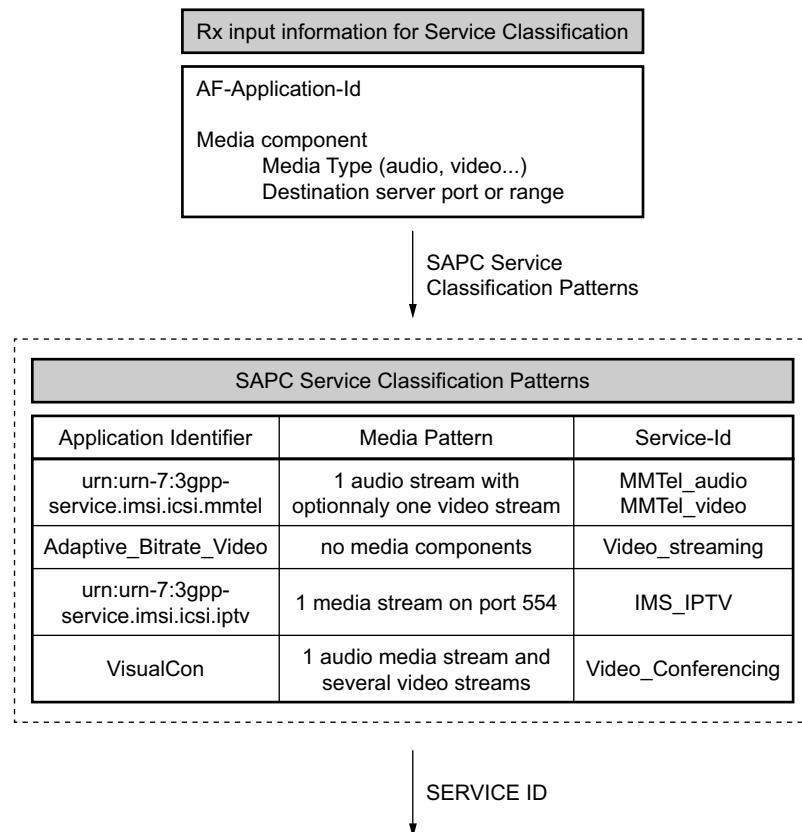 Rx input information for Service Classification
AF-Application-Id
Media component
Media Type (audio, video...)
Destination server port or range
SAPC Service
Classification Patterns
SAPC Service Classification Patterns
Application Identifier
Media Pattern
Service-Id
urn:urn-7:3gpp-
service.imsi.icsi.mmtel
1 audio stream with
optionnaly one video stream
MMTel_audio
MMTel_video
Adaptive_Bitrate_Video
no media components
Video_streaming
urn:urn-7:3gpp-
service.imsi.icsi.iptv
1 media stream on port 554
IMS_IPTV
VisualCon
1 audio media stream and
several video streams
Video_Conferencing
SERVICE ID